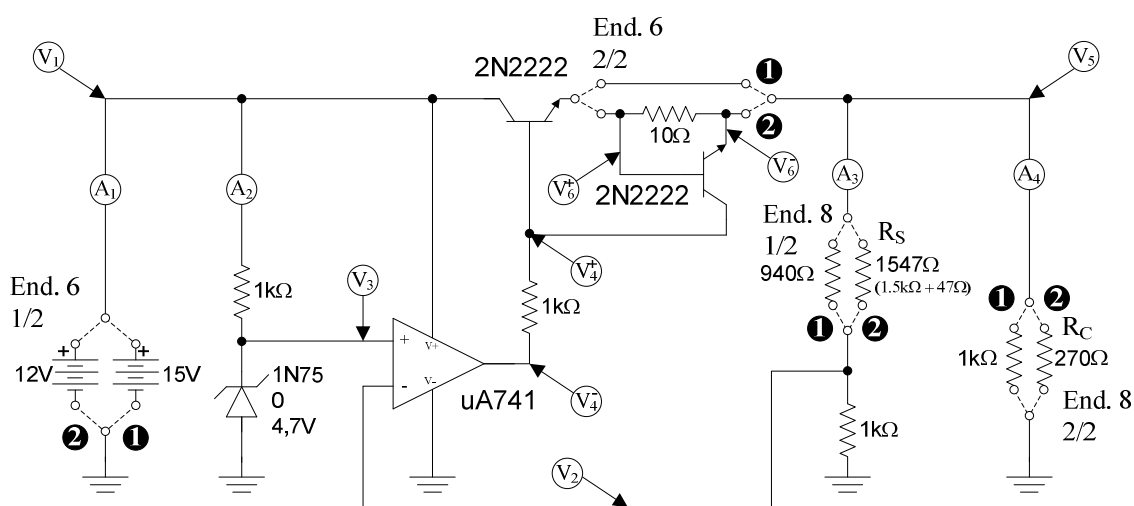 V1
End. 6
2/2
1
V5
2N2222
10Ω
2
V6+
V6-
A1
A2
2N2222
A3
A4
End. 8
1/2
RS
V4+
940Ω
1547Ω
(1.5kΩ + 47Ω)
End. 6
1/2
1kΩ
V3
1kΩ
1
2
1
2
RC
+
+
+
V+
12V
15V
1N75
0
4,7V
-
V-
uA741
V4-
1kΩ
270Ω
2
1
1kΩ
End. 8
2/2
V2